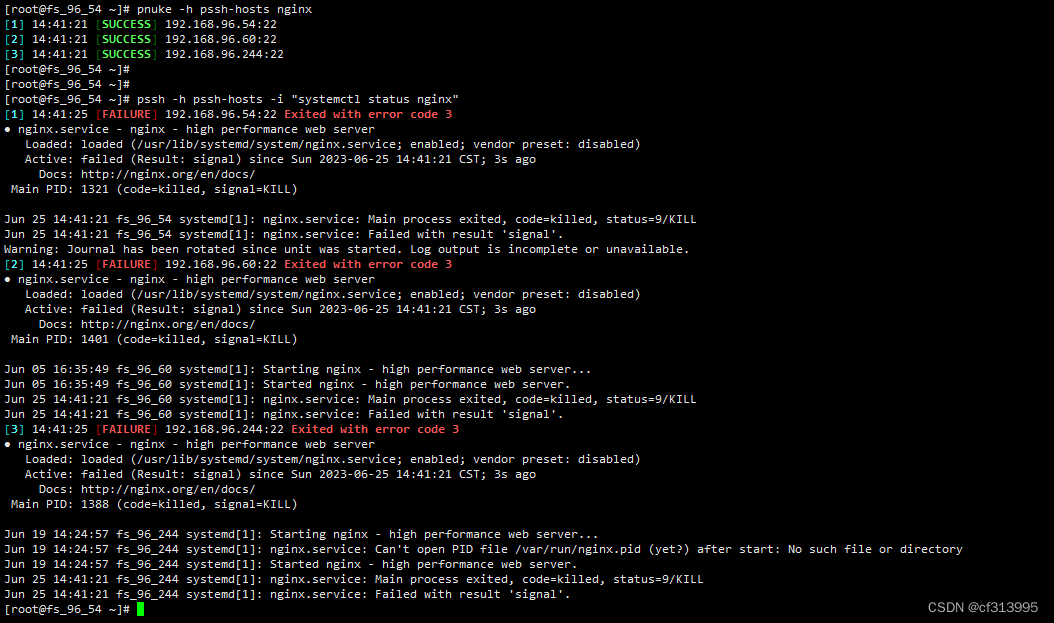 [root@fs_96_54 ~]# pnuke -h pssh-hosts nginx
[1] 14:41:21 [SUCCESS] 192.168.96.54:22
[2] 14:41:21 [SUCCESS] 192.168.96.60:22
[3] 14:41:21 [SUCCESS] 192.168.96.244:22
[root@fs_96_54 ~]#
[root@fs_96_54 ~]#
[root@fs_96_54 ~]# pssh -h pssh-hosts -i "systemctl status nginx"
[1] 14:41:25 [FAILURE] 192.168.96.54:22 Exited with error code 3
● nginx.service - nginx - high performance web server
   Loaded: loaded (/usr/lib/systemd/system/nginx.service; enabled; vendor preset: disabled)
   Active: failed (Result: signal) since Sun 2023-06-25 14:41:21 CST; 3s ago
     Docs: http://nginx.org/en/docs/
 Main PID: 1321 (code=killed, signal=KILL)

Jun 25 14:41:21 fs_96_54 systemd[1]: nginx.service: Main process exited, code=killed, status=9/KILL
Jun 25 14:41:21 fs_96_54 systemd[1]: nginx.service: Failed with result 'signal'.
Warning: Journal has been rotated since unit was started. Log output is incomplete or unavailable.
[2] 14:41:25 [FAILURE] 192.168.96.60:22 Exited with error code 3
● nginx.service - nginx - high performance web server
   Loaded: loaded (/usr/lib/systemd/system/nginx.service; enabled; vendor preset: disabled)
   Active: failed (Result: signal) since Sun 2023-06-25 14:41:21 CST; 3s ago
     Docs: http://nginx.org/en/docs/
 Main PID: 1401 (code=killed, signal=KILL)

Jun 05 16:35:49 fs_96_60 systemd[1]: Starting nginx - high performance web server...
Jun 05 16:35:49 fs_96_60 systemd[1]: Started nginx - high performance web server.
Jun 25 14:41:21 fs_96_60 systemd[1]: nginx.service: Main process exited, code=killed, status=9/KILL
Jun 25 14:41:21 fs_96_60 systemd[1]: nginx.service: Failed with result 'signal'.
[3] 14:41:25 [FAILURE] 192.168.96.244:22 Exited with error code 3
● nginx.service - nginx - high performance web server
   Loaded: loaded (/usr/lib/systemd/system/nginx.service; enabled; vendor preset: disabled)
   Active: failed (Result: signal) since Sun 2023-06-25 14:41:21 CST; 3s ago
     Docs: http://nginx.org/en/docs/
 Main PID: 1388 (code=killed, signal=KILL)

Jun 19 14:24:57 fs_96_244 systemd[1]: Starting nginx - high performance web server...
Jun 19 14:24:57 fs_96_244 systemd[1]: nginx.service: Can't open PID file /var/run/nginx.pid (yet?) after start: No such file or directory
Jun 19 14:24:57 fs_96_244 systemd[1]: Started nginx - high performance web server.
Jun 25 14:41:21 fs_96_244 systemd[1]: nginx.service: Main process exited, code=killed, status=9/KILL
Jun 25 14:41:21 fs_96_244 systemd[1]: nginx.service: Failed with result 'signal'.
[root@fs_96_54 ~]#
CSDN @cf313995